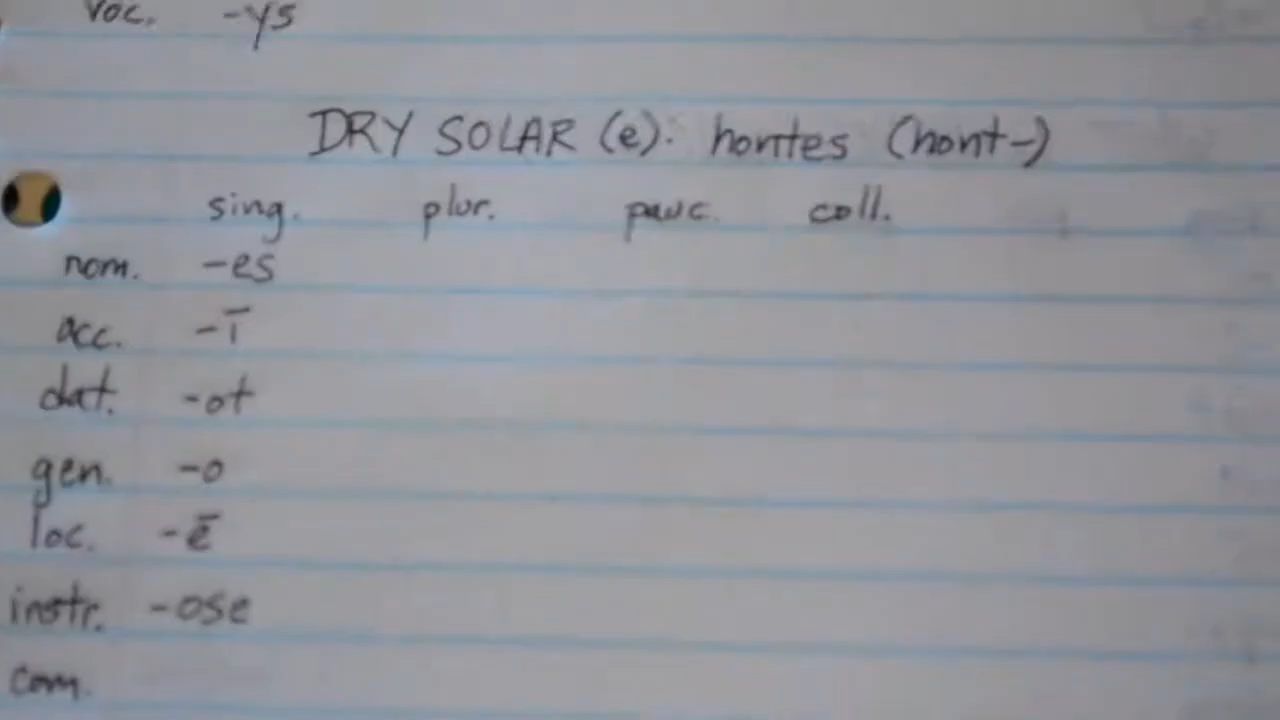 voc. -ys
DRY SOLAR (e): hontes (hont-)
sing. plur. pauc. coll.
nom. -es
acc. -ī
dat. -ot
gen. -o
loc. -ē
instr. -ose
com.